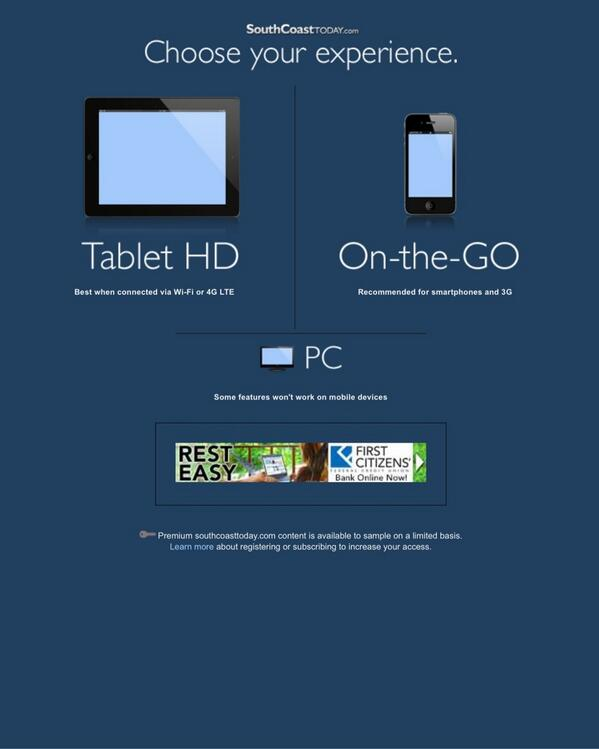 SouthCoastTODAY.com
Choose your experience.
Tablet HD
Best when connected via Wi-Fi or 4G LTE
On-the-GO
Recommended for smartphones and 3G
PC
Some features won't work on mobile devices
REST
EASY
FIRST
CITIZENS'
FEDERAL CREDIT UNION
Bank Online Now!
Premium southcoasttoday.com content is available to sample on a limited basis.
Learn more about registering or subscribing to increase your access.